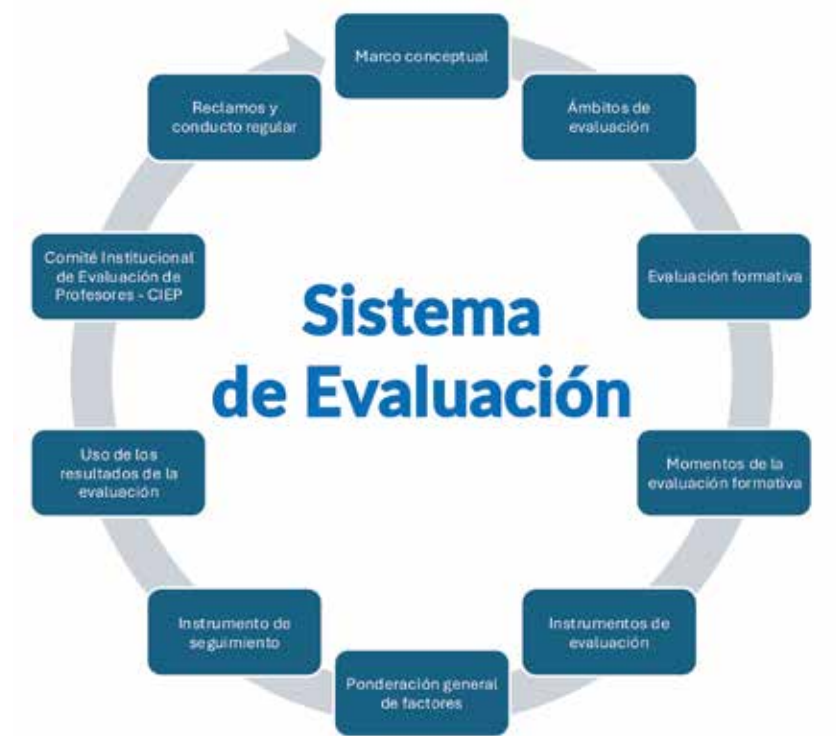 Marco conceptual
Ámbitos de
evaluación
Evaluación formativa
Momentos de la
evaluación formativa
Instrumentos de
evaluación
Ponderación general
de factores
Instrumento de
seguimiento
Uso de los
resultados de la
evaluación
Comité Institucional
de Evaluación de
Profesores - CIEP
Reclamos y
conducto regular
Sistema
de Evaluación